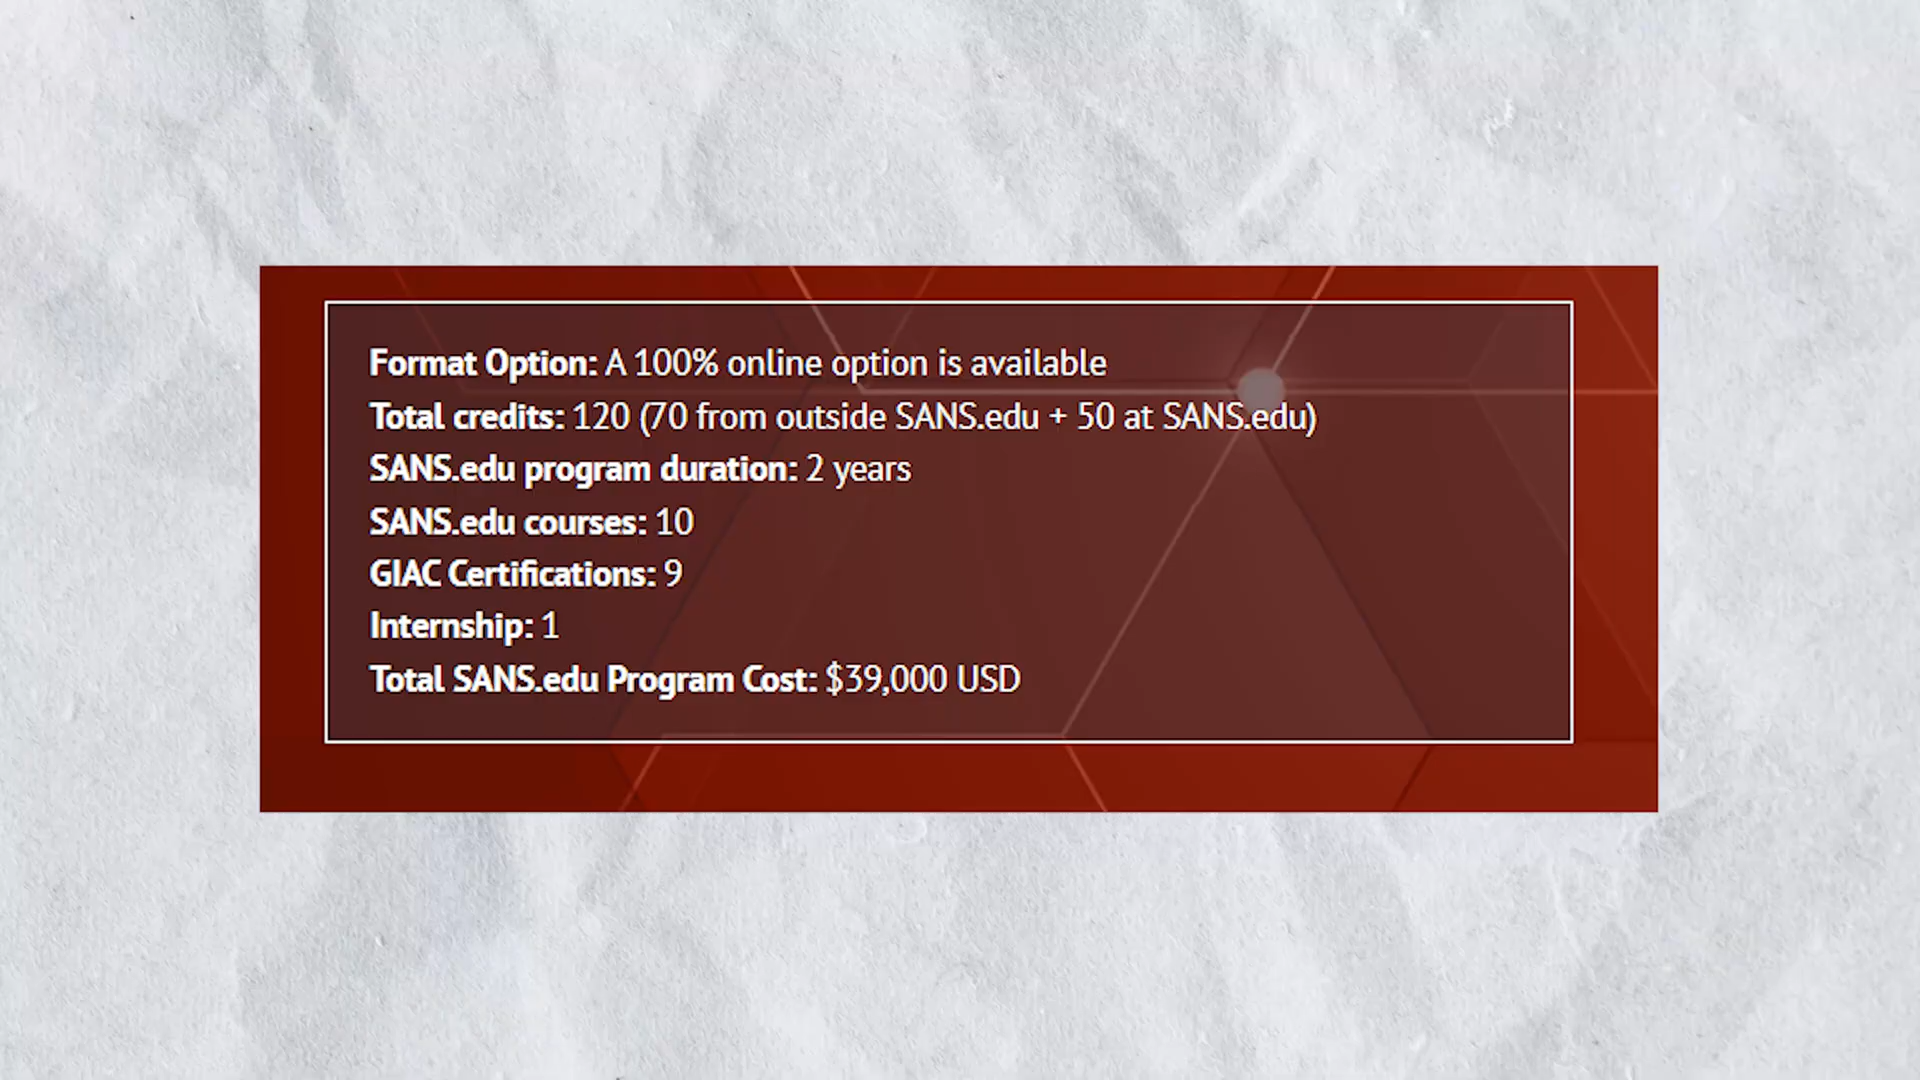 Format Option: A 100% online option is available
Total credits: 120 (70 from outside SANS.edu + 50 at SANS.edu)
SANS.edu program duration: 2 years
SANS.edu courses: 10
GIAC Certifications: 9
Internship: 1
Total SANS.edu Program Cost: $39,000 USD